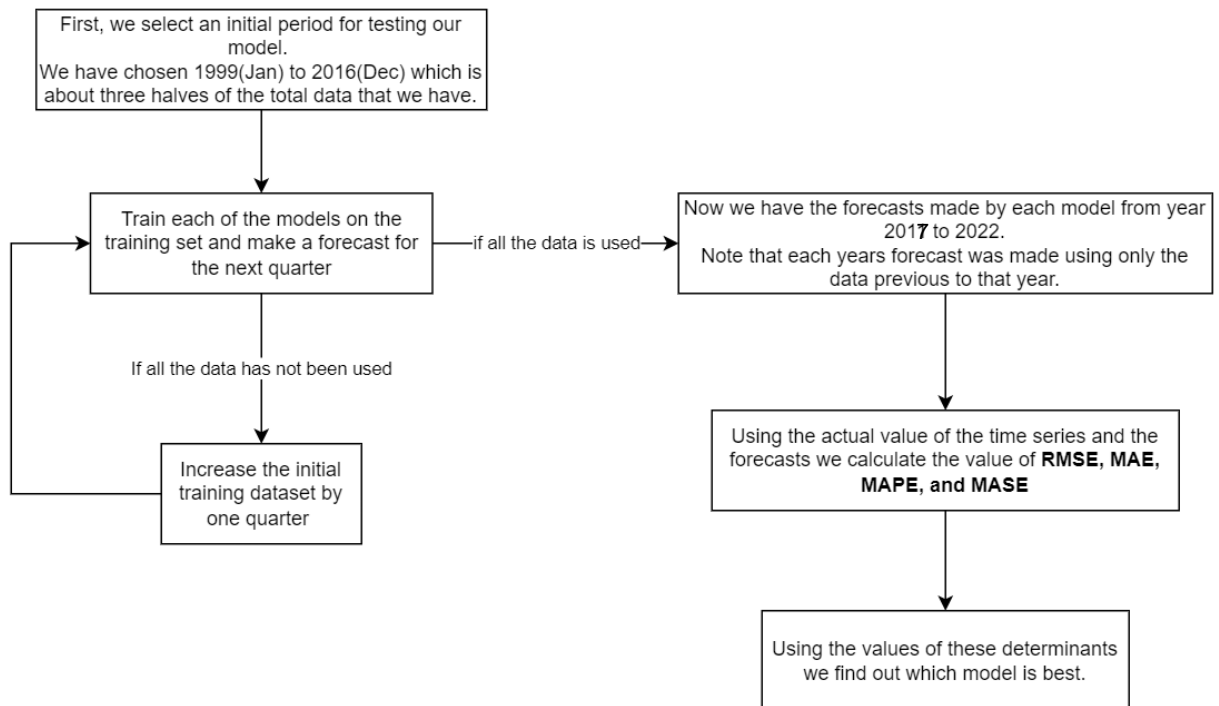 First, we select an initial period for testing our
model.
We have chosen 1999(Jan) to 2016(Dec) which is
about three halves of the total data that we have.
Train each of the models on the
training set and make a forecast for
the next quarter
if all the data is used
Now we have the forecasts made by each model from year
2017 to 2022.
Note that each years forecast was made using only the
data previous to that year.
If all the data has not been used
Increase the initial
training dataset by
one quarter
Using the actual value of the time series and the
forecasts we calculate the value of RMSE, MAE,
MAPE, and MASE
Using the values of these determinants
we find out which model is best.